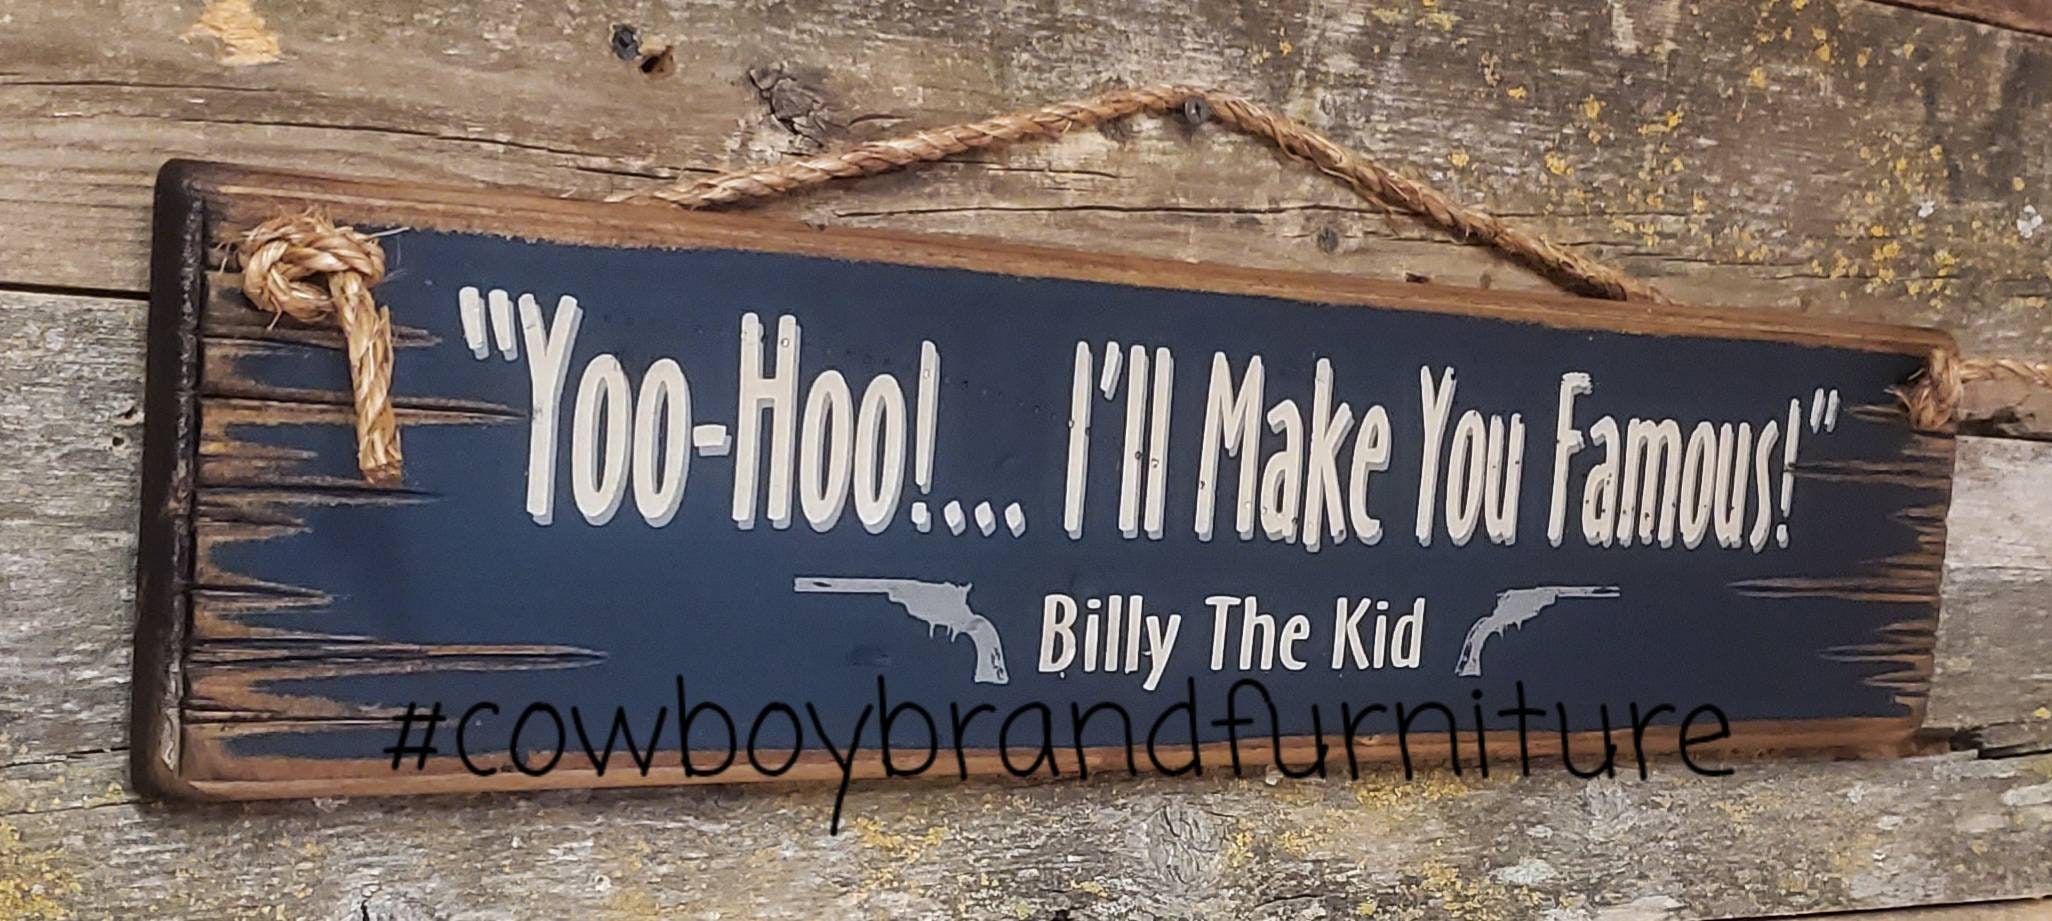 "Yoo-Hoo!... I'll Make You Famous!"
Billy The Kid
#cowboybrandfurniture